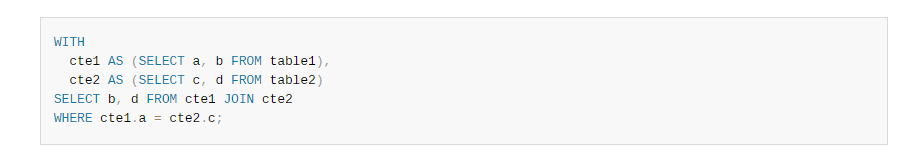 WITH
  cte1 AS (SELECT a, b FROM table1),
  cte2 AS (SELECT c, d FROM table2)
SELECT b, d FROM cte1 JOIN cte2
WHERE cte1.a = cte2.c;